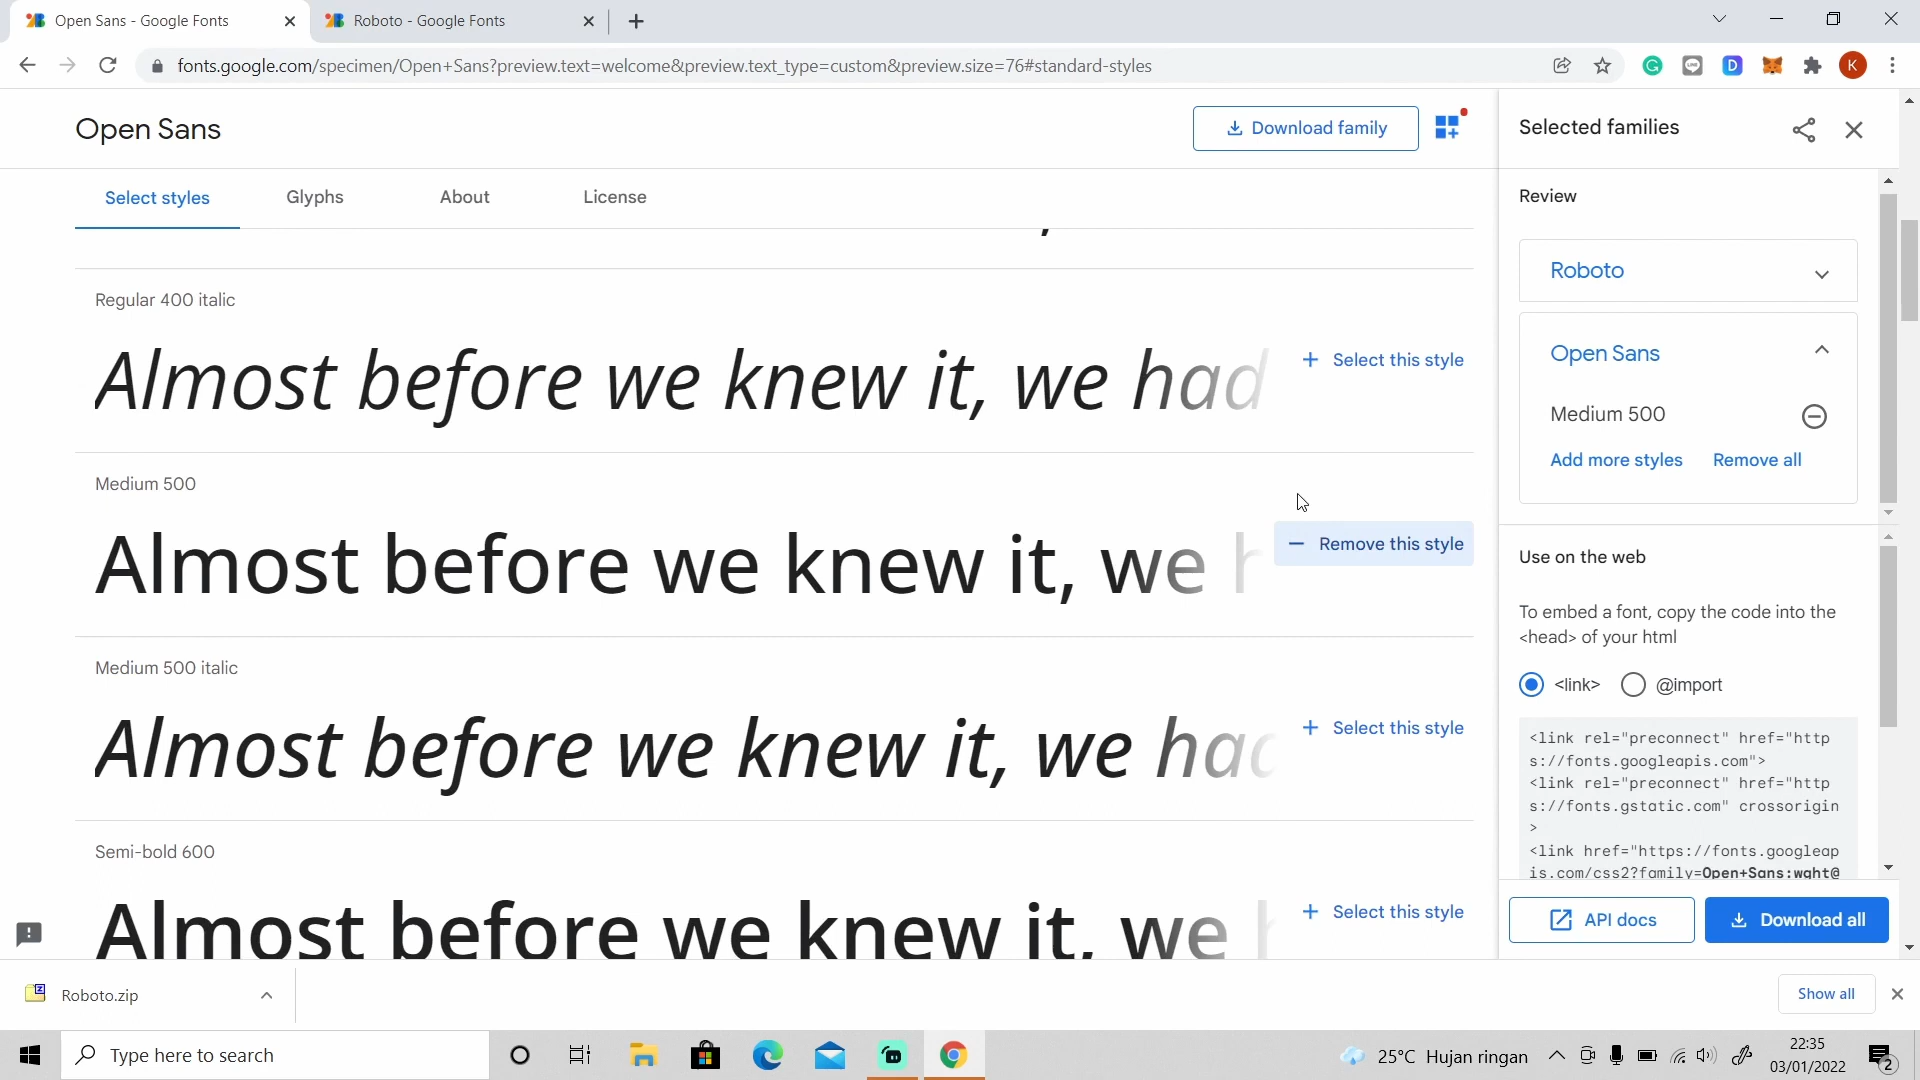 Open Sans - Google Fonts
Roboto - Google Fonts
fonts.google.com/specimen/Open+Sans?preview.text=welcome&preview.text_type=custom&preview.size=76#standard-styles
K
Open Sans
Download family
Selected families
Select styles
Glyphs
About
License
Review
Roboto
Regular 400 italic
Almost before we knew it, we had
Select this style
Open Sans
Medium 500
Add more styles
Remove all
Medium 500
Almost before we knew it, we h
Remove this style
Use on the web
To embed a font, copy the code into the
<head> of your html
<link>
@import
Medium 500 italic
Almost before we knew it, we had
Select this style
<link rel="preconnect" href="http
s://fonts.googleapis.com">
<link rel="preconnect" href="http
s://fonts.gstatic.com" crossorigin
>
<link href="https://fonts.googleap
is.com/css2?family=Open+Sans:wght@
Semi-bold 600
Almost before we knew it, we h
Select this style
API docs
Download all
Roboto.zip
Show all
Type here to search
25°C Hujan ringan
22:35
03/01/2022
2